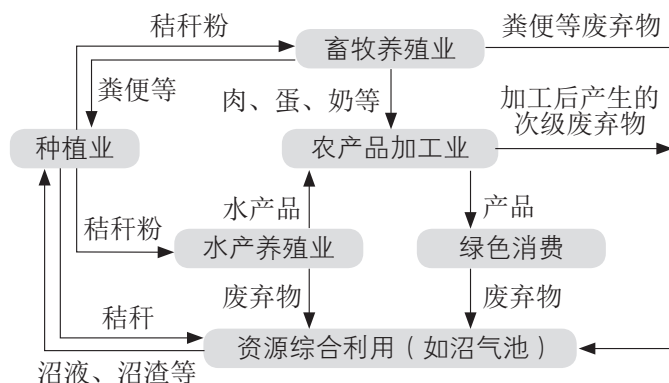 秸秆粉
畜牧养殖业
粪便等废弃物
粪便等
肉、蛋、奶等
加工后产生的
次级废弃物
种植业
农产品加工业
水产品
产品
秸秆粉
水产养殖业
绿色消费
废弃物
废弃物
秸秆
资源综合利用（如沼气池）
沼液、沼渣等